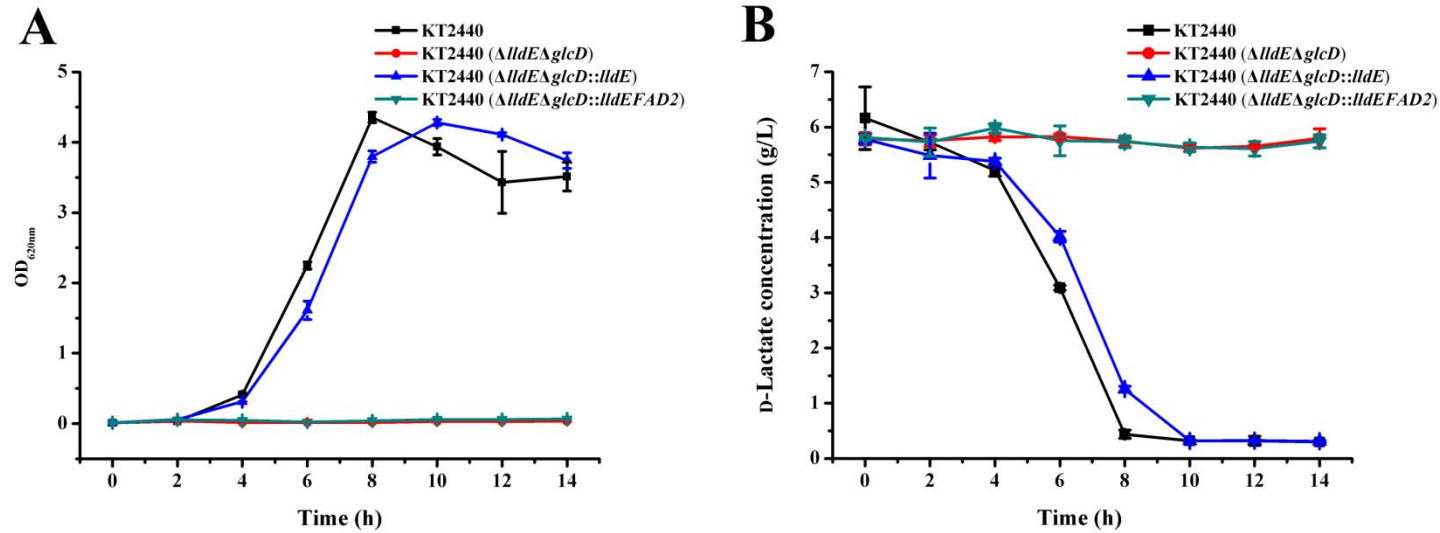 A
KT2440
KT2440 (ΔlldEΔglcD)
KT2440 (ΔlldEΔglcD::lldE)
KT2440 (ΔlldEΔglcD::lldEFAD2)
5
4
3
2
1
0
OD620nm
0 2 4 6 8 10 12 14
Time (h)
B
KT2440
KT2440 (ΔlldEΔglcD)
KT2440 (ΔlldEΔglcD::lldE)
KT2440 (ΔlldEΔglcD::lldEFAD2)
7
6
5
4
3
2
1
0
D-Lactate concentration (g/L)
0 2 4 6 8 10 12 14
Time (h)